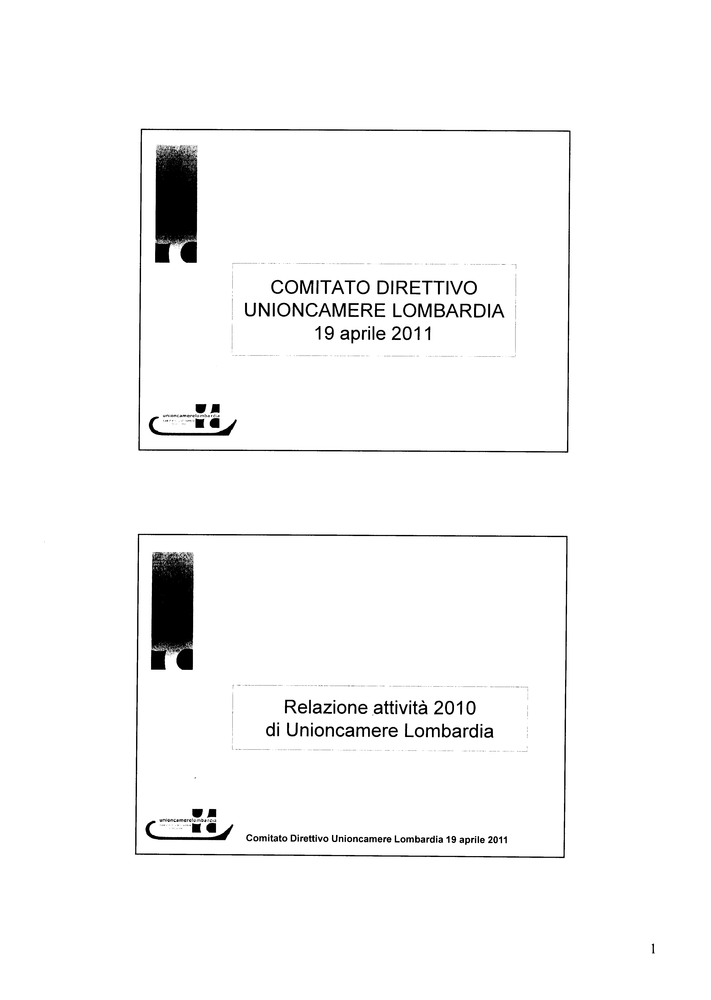 COMITATO DIRETTIVO
UNIONCAMERE LOMBARDIA
19 aprile 2011
unioncamerelombardia
Relazione attività 2010
di Unioncamere Lombardia
unioncamerelombardia
Comitato Direttivo Unioncamere Lombardia 19 aprile 2011
1